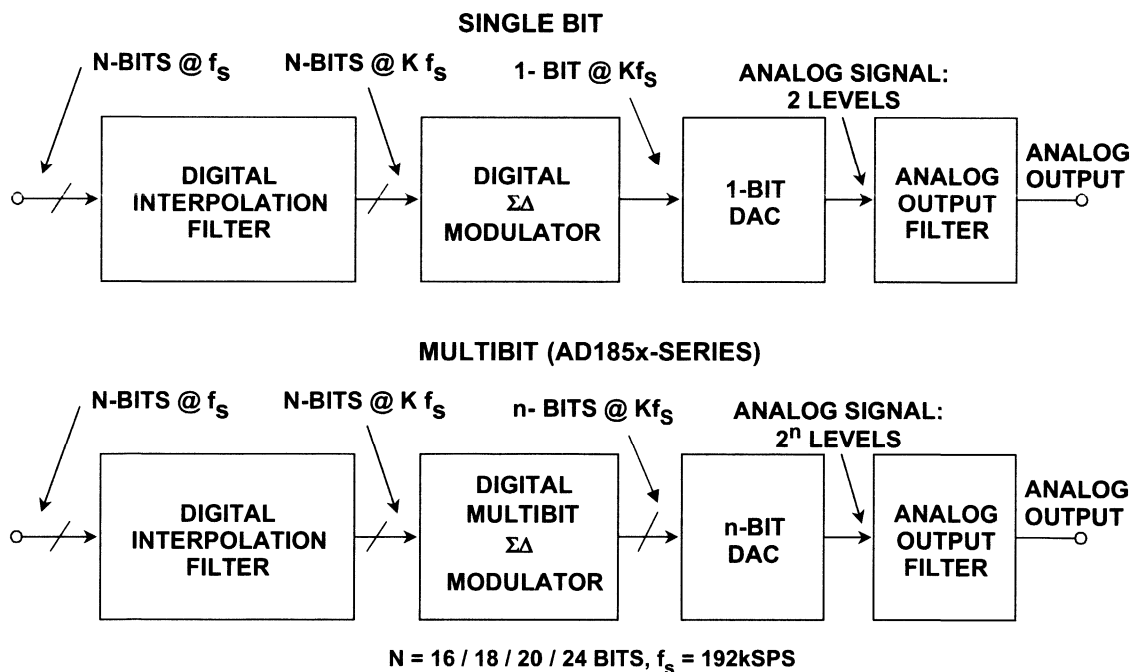 SINGLE BIT
N-BITS @ fS
N-BITS @ K fS
1- BIT @ KfS
ANALOG SIGNAL:
2 LEVELS
DIGITAL
INTERPOLATION
FILTER
DIGITAL
ΣΔ
MODULATOR
1-BIT
DAC
ANALOG
OUTPUT
FILTER
ANALOG
OUTPUT
MULTIBIT (AD185x-SERIES)
N-BITS @ fS
N-BITS @ K fS
n- BITS @ KfS
ANALOG SIGNAL:
2ⁿ LEVELS
DIGITAL
INTERPOLATION
FILTER
DIGITAL
MULTIBIT
ΣΔ
MODULATOR
n-BIT
DAC
ANALOG
OUTPUT
FILTER
ANALOG
OUTPUT
N = 16 / 18 / 20 / 24 BITS, fs = 192kSPS